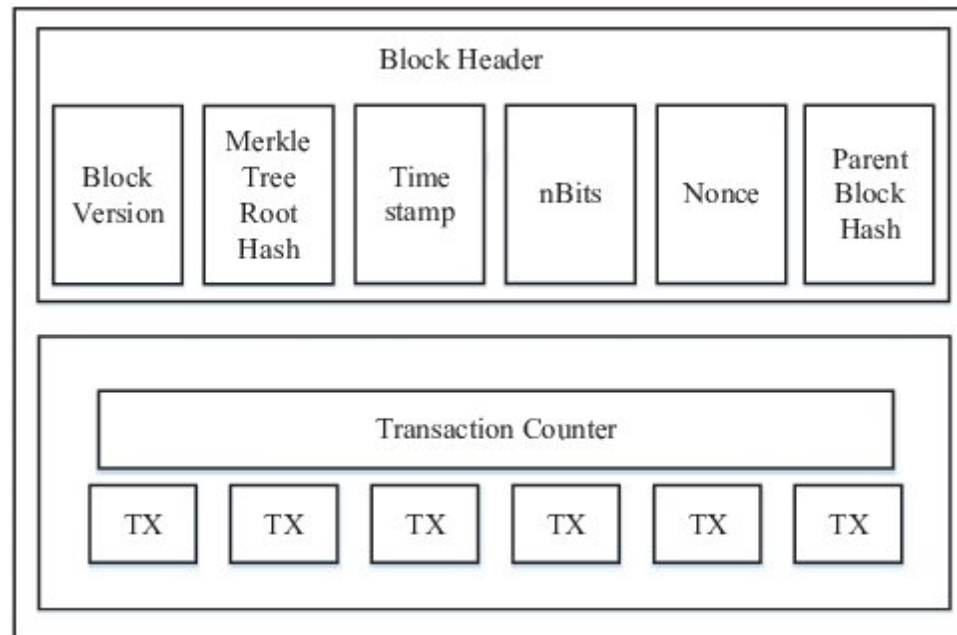 Block Header
Block
Version
Merkle
Tree
Root
Hash
Time
stamp
nBits
Nonce
Parent
Block
Hash
Transaction Counter
TX
TX
TX
TX
TX
TX